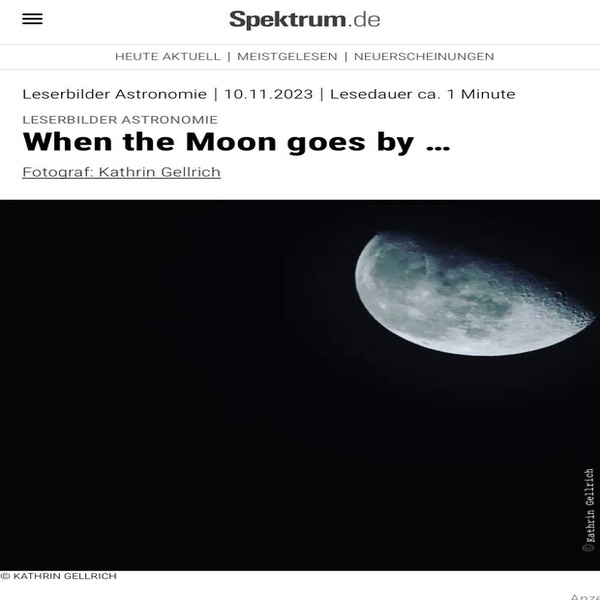 Spektrum.de
HEUTE AKTUELL | MEISTGELESEN | NEUERSCHEINUNGEN
Leserbilder Astronomie | 10.11.2023 | Lesedauer ca. 1 Minute
LESERBILDER ASTRONOMIE
When the Moon goes by ...
Fotograf: Kathrin Gellrich
© Kathrin Gellrich
© KATHRIN GELLRICH